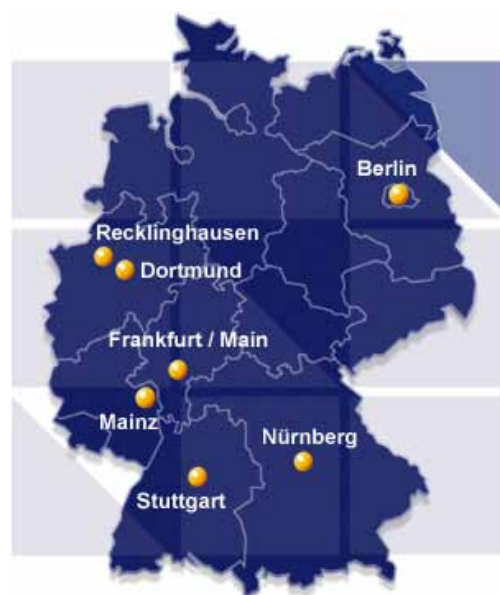 Berlin
Recklinghausen
Dortmund
Frankfurt / Main
Mainz
Nürnberg
Stuttgart